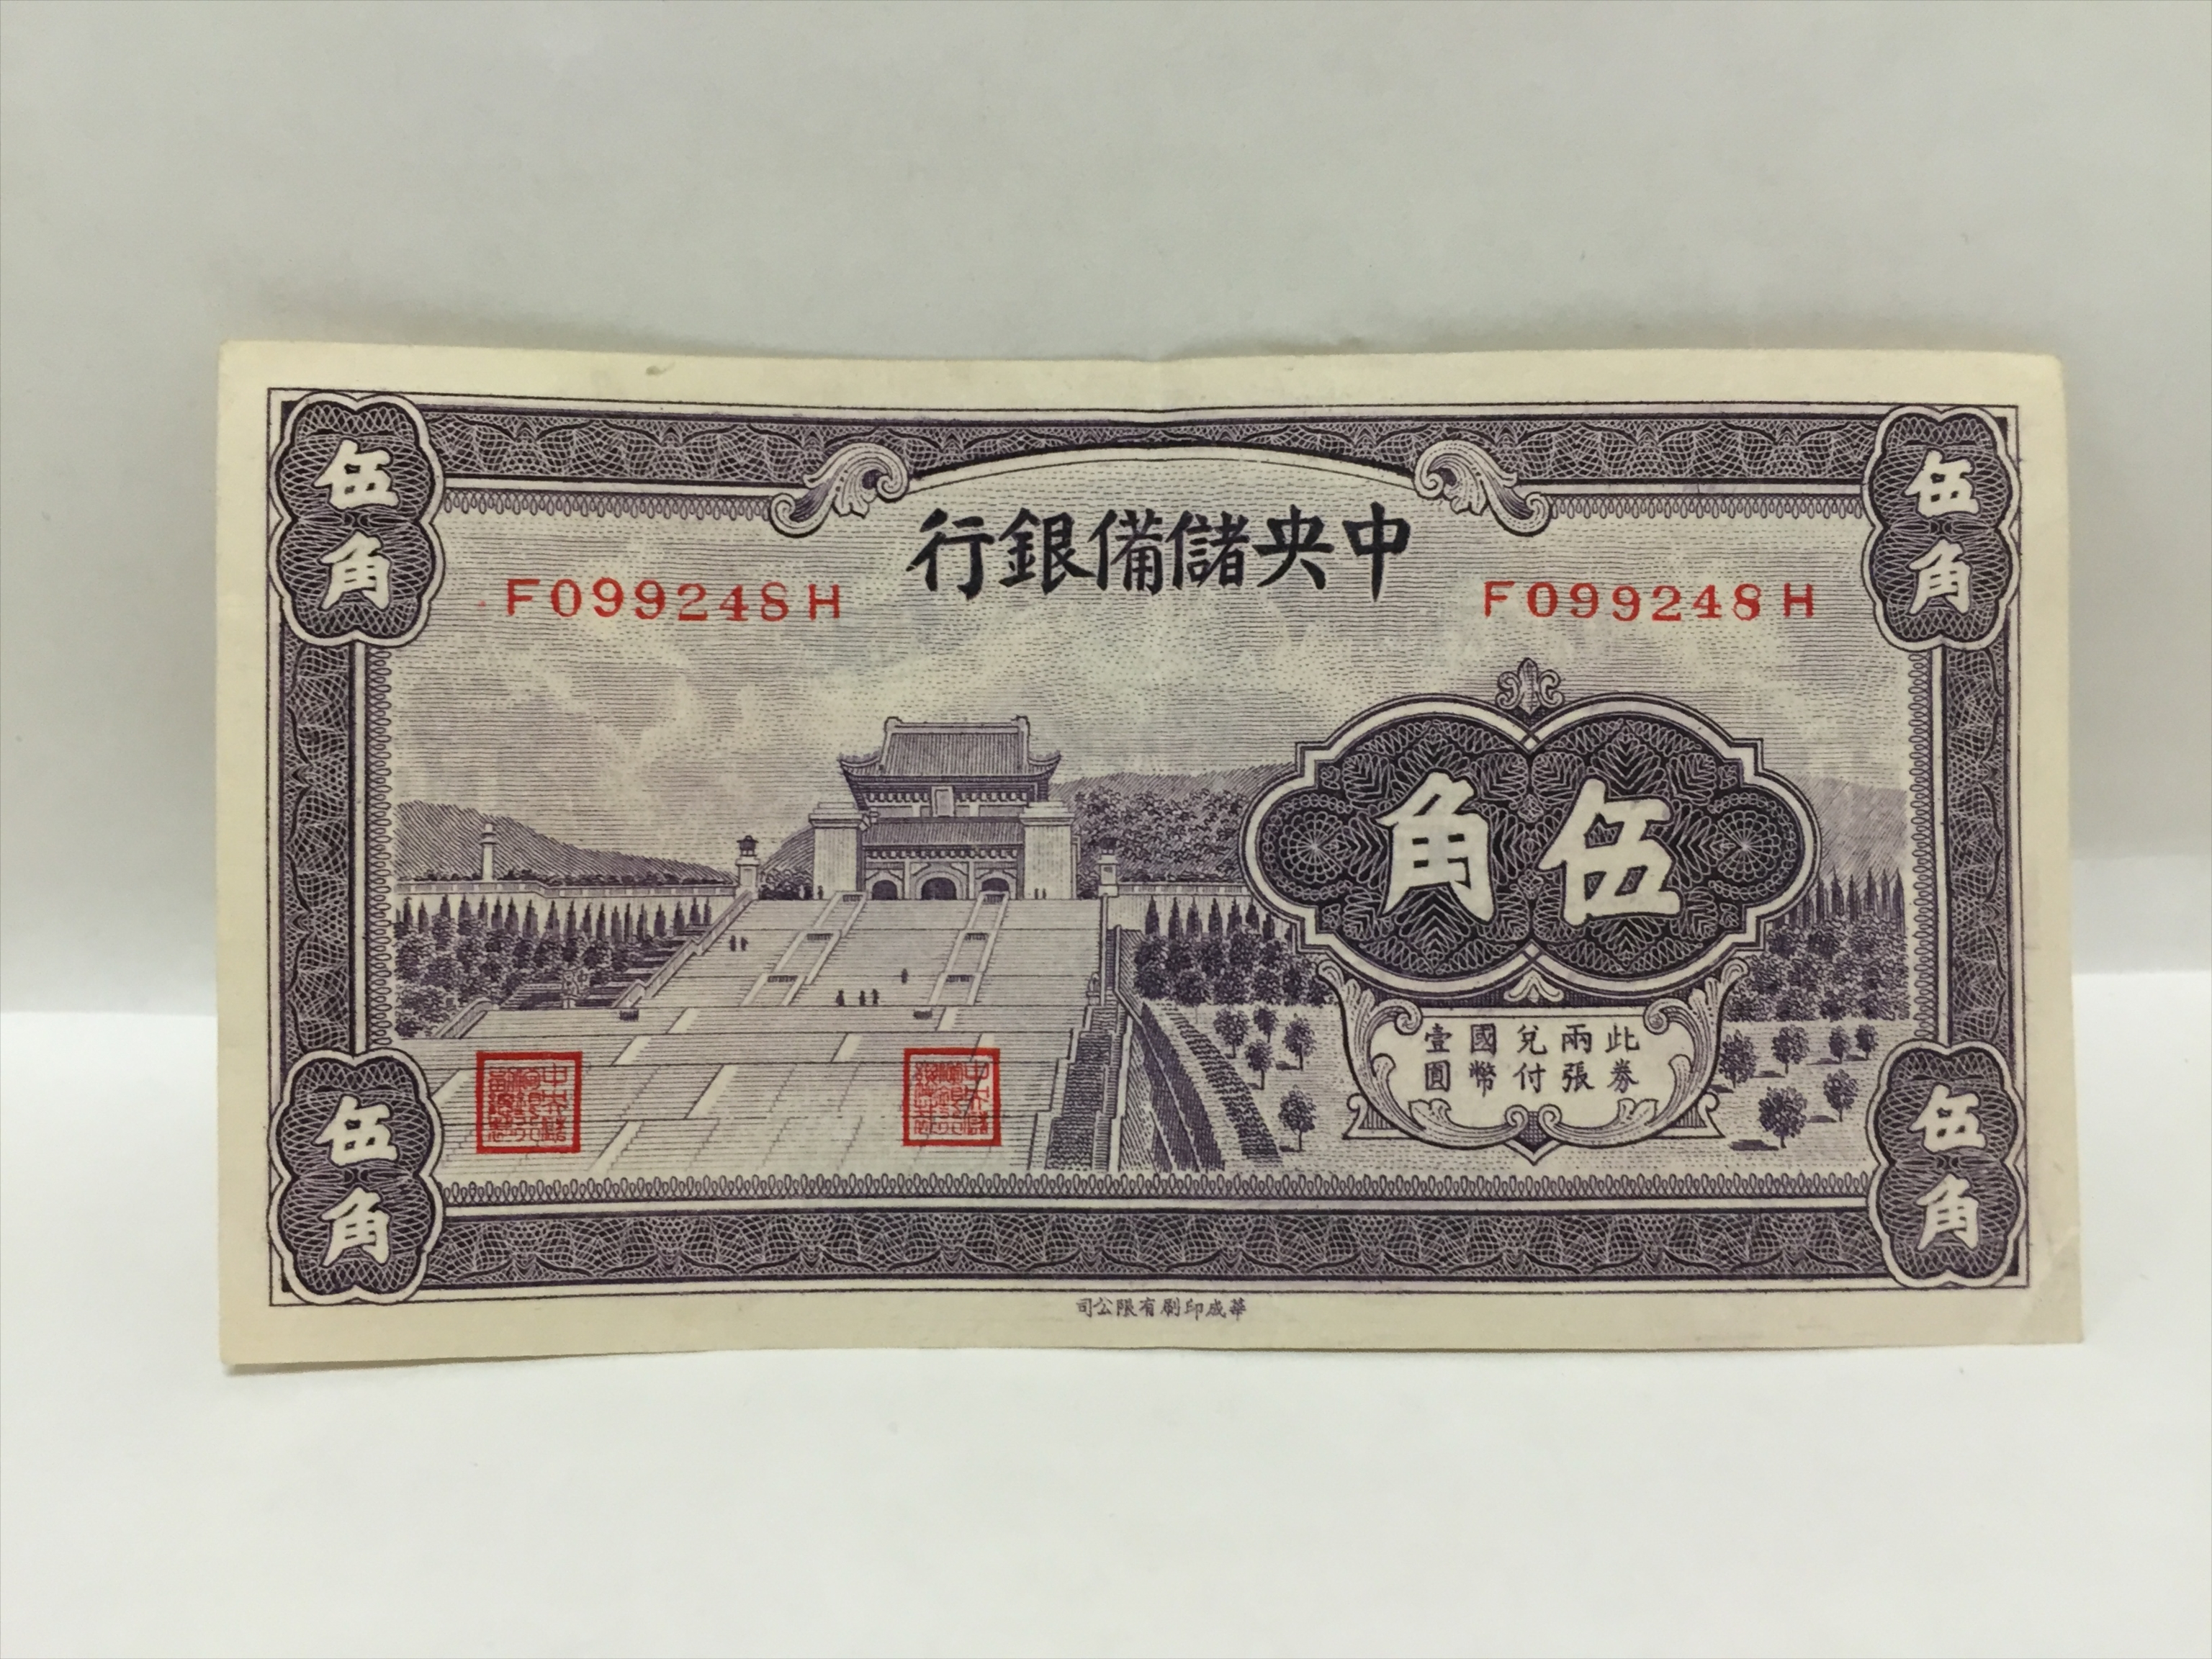 中央儲備銀行
F099248H
F099248H
伍角
伍角
伍角
此券
兩張
兌付
國幣
壹圓
伍角
伍角
華成印刷有限公司